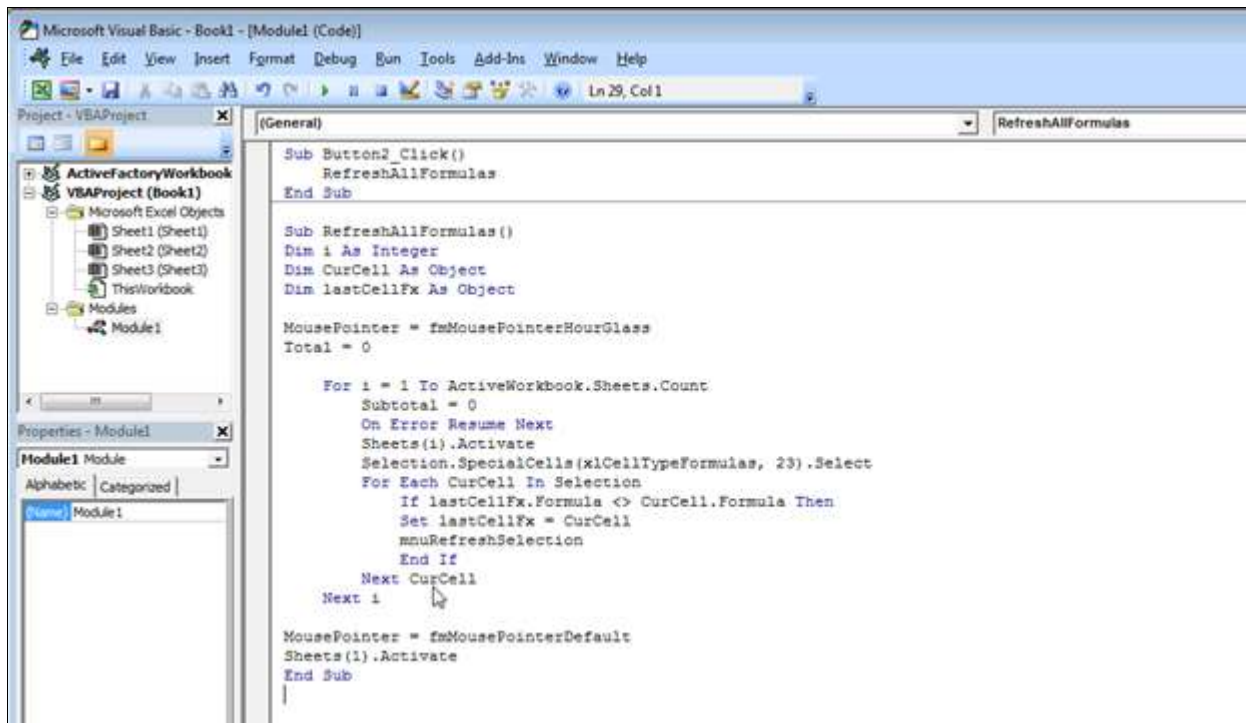 Microsoft Visual Basic - Book1 - [Module1 (Code)]
File Edit View Insert Format Debug Run Tools Add-Ins Window Help
Ln 29, Col 1
Project - VBAProject
ActiveFactoryWorkbook
VBAProject (Book1)
Microsoft Excel Objects
Sheet1 (Sheet1)
Sheet2 (Sheet2)
Sheet3 (Sheet3)
ThisWorkbook
Modules
Module1
Properties - Module1
Module1 Module
Alphabetic Categorized
(Name) Module1
(General) RefreshAllFormulas
Sub Button2_Click()
    RefreshAllFormulas
End Sub
Sub RefreshAllFormulas()
Dim i As Integer
Dim CurCell As Object
Dim lastCellFx As Object
MousePointer = fmMousePointerHourGlass
Total = 0
    For i = 1 To ActiveWorkbook.Sheets.Count
        Subtotal = 0
        On Error Resume Next
        Sheets(i).Activate
        Selection.SpecialCells(xlCellTypeFormulas, 23).Select
        For Each CurCell In Selection
            If lastCellFx.Formula <> CurCell.Formula Then
            Set lastCellFx = CurCell
            mnuRefreshSelection
            End If
        Next CurCell
    Next i
MousePointer = fmMousePointerDefault
Sheets(1).Activate
End Sub